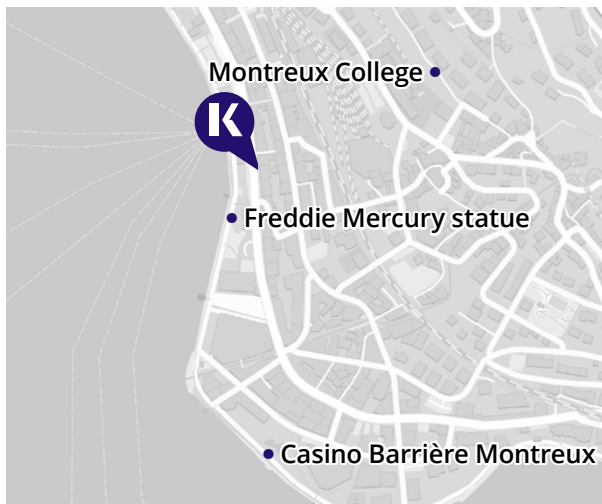 Montreux College
K
Freddie Mercury statue
Casino Barrière Montreux